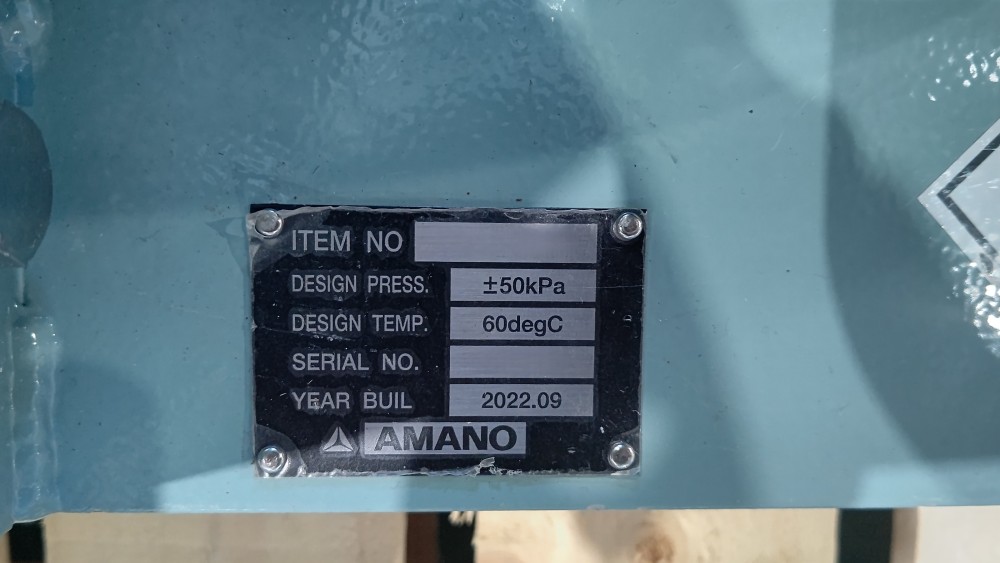 ITEM NO
DESIGN PRESS. ±50kPa
DESIGN TEMP. 60degC
SERIAL NO.
YEAR BUIL 2022.09
AMANO